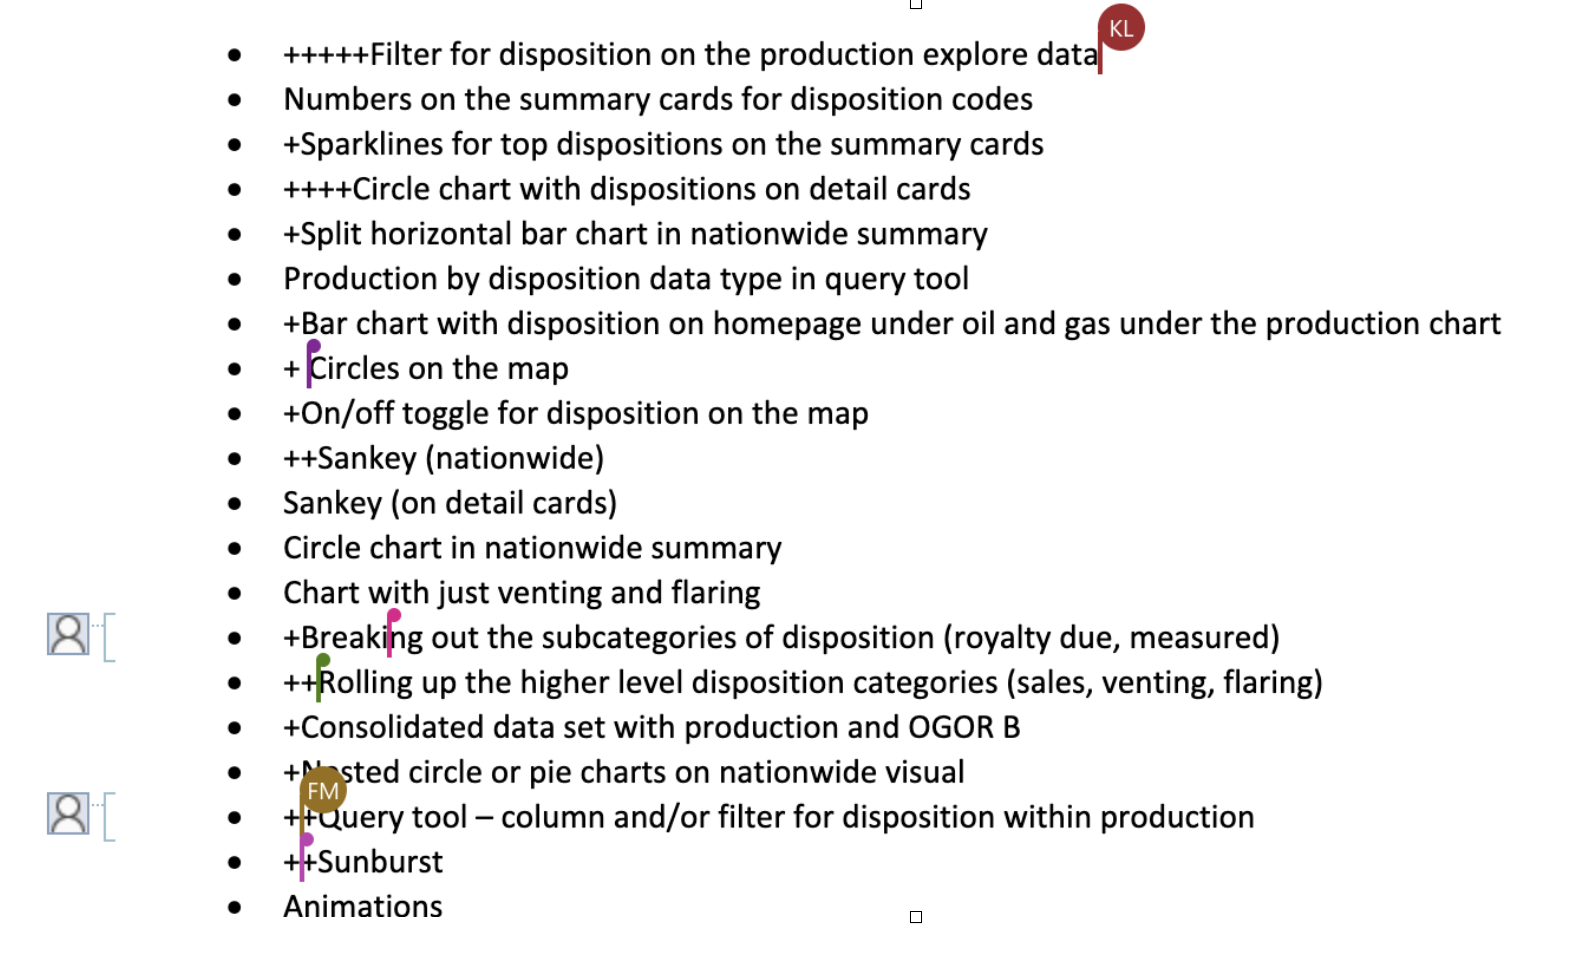 KL
• +++++Filter for disposition on the production explore data
• Numbers on the summary cards for disposition codes
• +Sparklines for top dispositions on the summary cards
• ++++Circle chart with dispositions on detail cards
• +Split horizontal bar chart in nationwide summary
• Production by disposition data type in query tool
• +Bar chart with disposition on homepage under oil and gas under the production chart
• + Circles on the map
• +On/off toggle for disposition on the map
• ++Sankey (nationwide)
• Sankey (on detail cards)
• Circle chart in nationwide summary
• Chart with just venting and flaring
• +Breaking out the subcategories of disposition (royalty due, measured)
• ++Rolling up the higher level disposition categories (sales, venting, flaring)
• +Consolidated data set with production and OGOR B
• +Nested circle or pie charts on nationwide visual
FM
• ++Query tool – column and/or filter for disposition within production
• ++Sunburst
• Animations